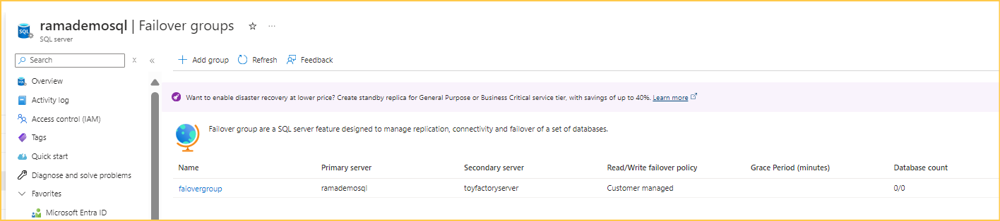 ramademosql | Failover groups
SQL server
Search
Add group Refresh Feedback
Overview
Activity log
Access control (IAM)
Tags
Quick start
Diagnose and solve problems
Favorites
Microsoft Entra ID
Want to enable disaster recovery at lower price? Create standby replica for General Purpose or Business Critical service tier, with savings of up to 40%. Learn more
Failover group are a SQL server feature designed to manage replication, connectivity and failover of a set of databases.
Name Primary server Secondary server Read/Write failover policy Grace Period (minutes) Database count
faiovergroup ramademosql toyfactoryserver Customer managed 0/0